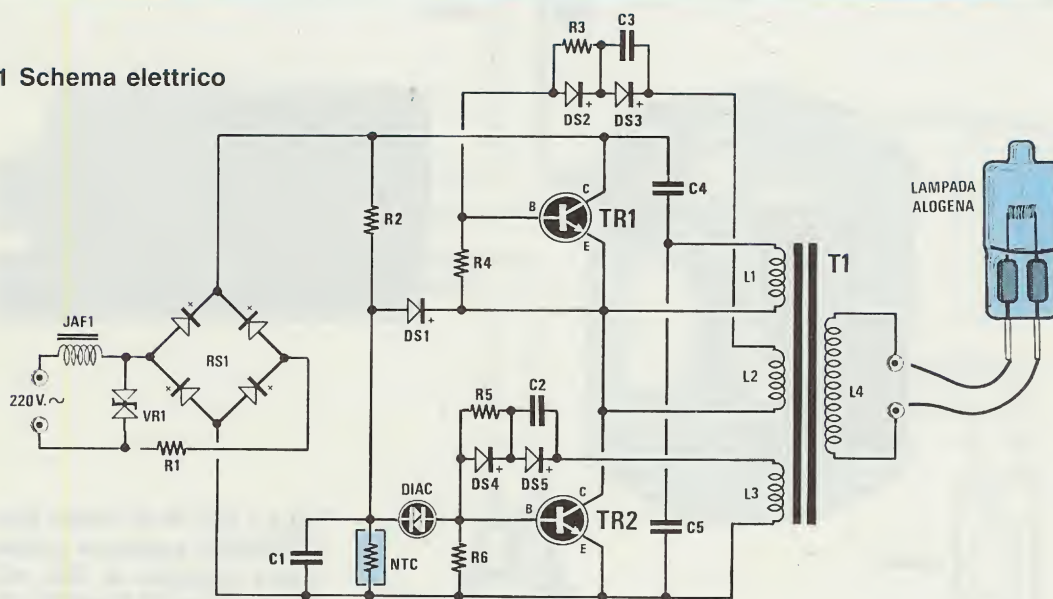 1 Schema elettrico
R3
C3
DS2
+
DS3
+
R2
B
C
E
TR1
C4
LAMPADA
ALOGENA
R4
L1
T1
DS1
+
JAF1
RS1
220V.~
VR1
R1
L2
L4
R5
C2
DS4
+
DS5
+
L3
DIAC
B
C
E
TR2
C5
C1
NTC
R6